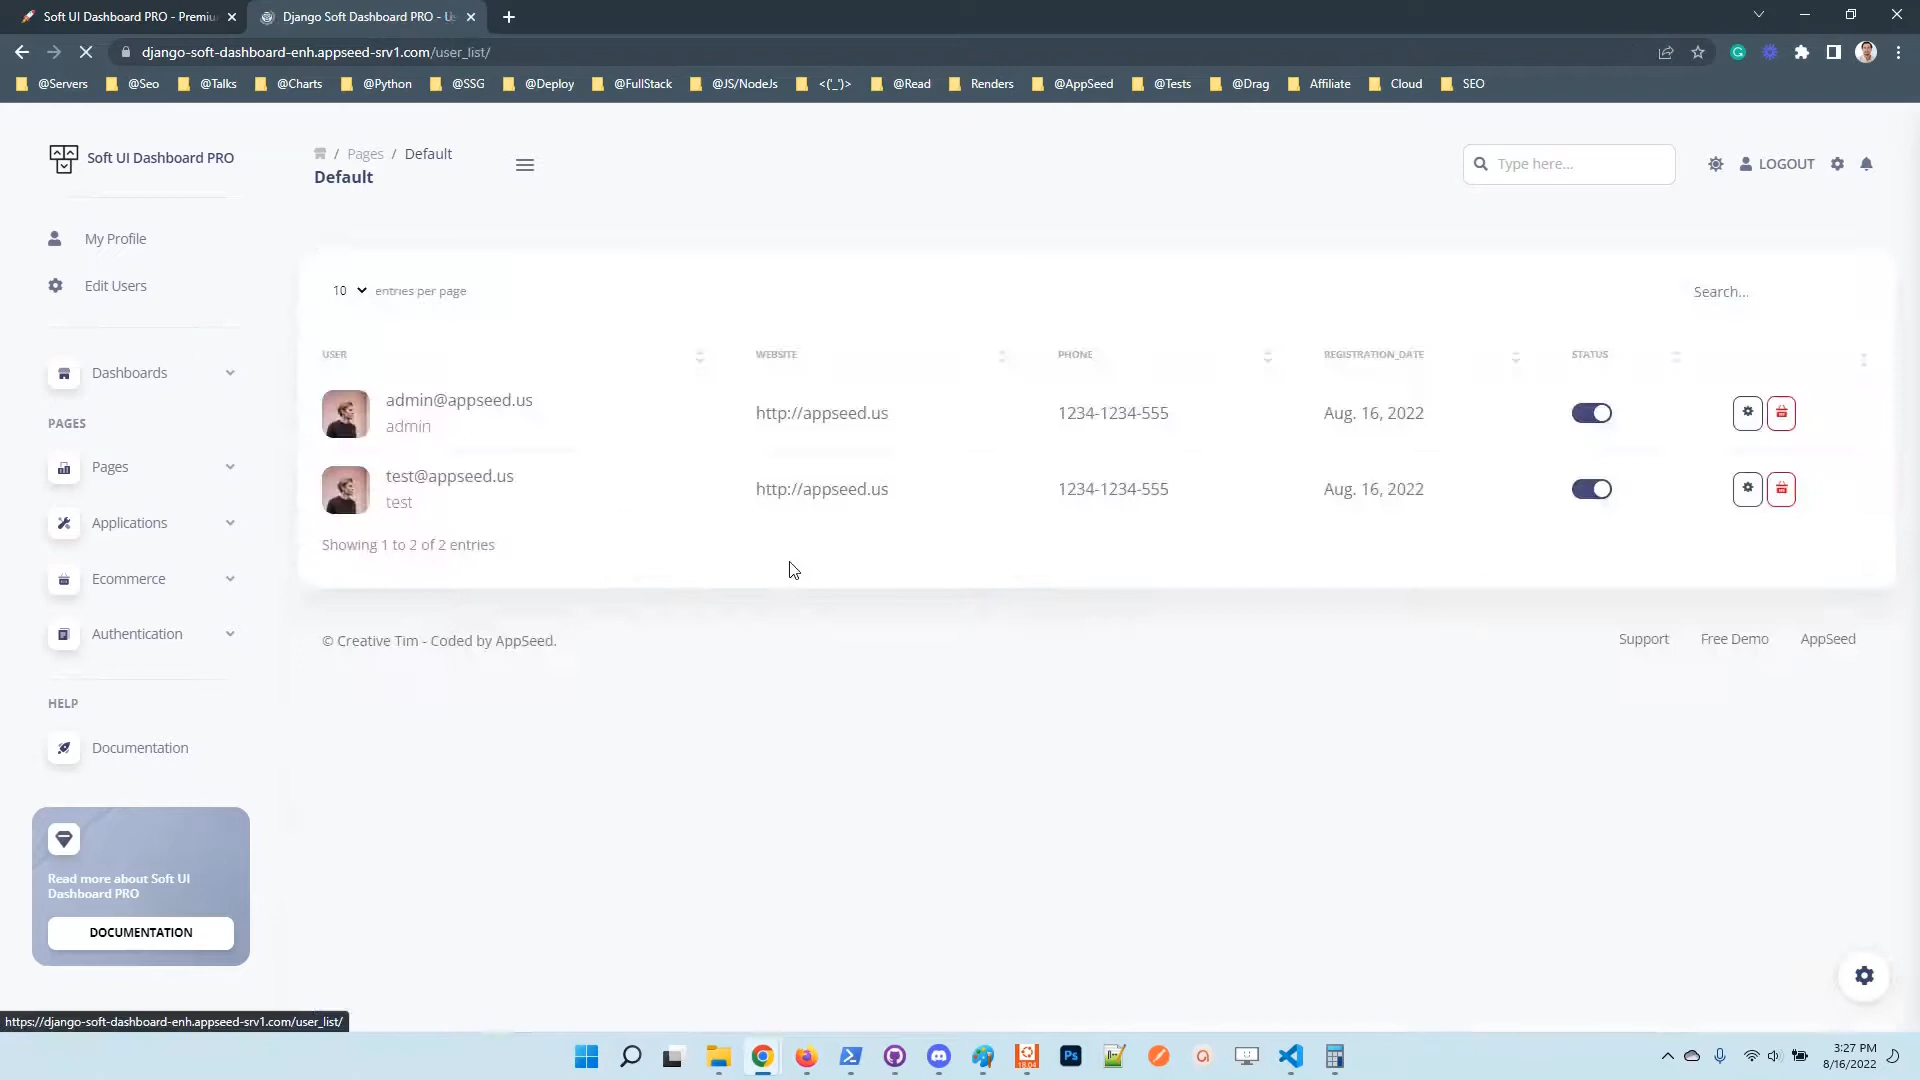 Soft UI Dashboard PRO - Premiu
Django Soft Dashboard PRO - Us
django-soft-dashboard-enh.appseed-srv1.com/user_list/
@Servers
@Seo
@Talks
@Charts
@Python
@SSG
@Deploy
@FullStack
@JS/NodeJs
<('_')>
@Read
Renders
@AppSeed
@Tests
@Drag
Affiliate
Cloud
SEO
Soft UI Dashboard PRO
/ Pages / Default
Default
Type here...
LOGOUT
My Profile
Edit Users
Dashboards
PAGES
Pages
Applications
Ecommerce
Authentication
HELP
Documentation
Read more about Soft UI
Dashboard PRO
DOCUMENTATION
10 entries per page
Search...
USER WEBSITE PHONE REGISTRATION_DATE STATUS
admin@appseed.us
admin
http://appseed.us
1234-1234-555
Aug. 16, 2022
test@appseed.us
test
http://appseed.us
1234-1234-555
Aug. 16, 2022
Showing 1 to 2 of 2 entries
© Creative Tim - Coded by AppSeed.
Support
Free Demo
AppSeed
https://django-soft-dashboard-enh.appseed-srv1.com/user_list/
18.04
Ps
3:27 PM
8/16/2022